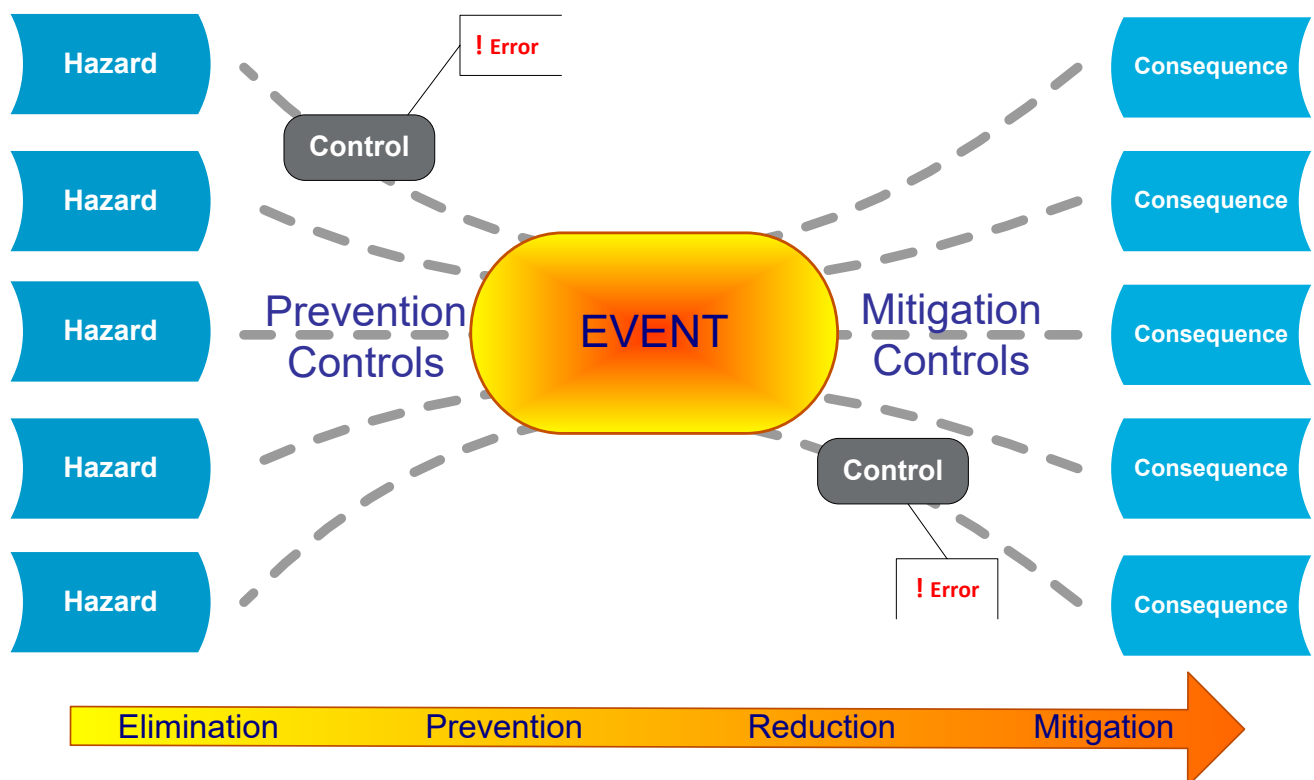 Hazard
! Error
Consequence
Control
Hazard
Consequence
Hazard
Prevention
Controls
EVENT
Mitigation
Controls
Consequence
Hazard
Control
Consequence
! Error
Hazard
Consequence
Elimination Prevention Reduction Mitigation